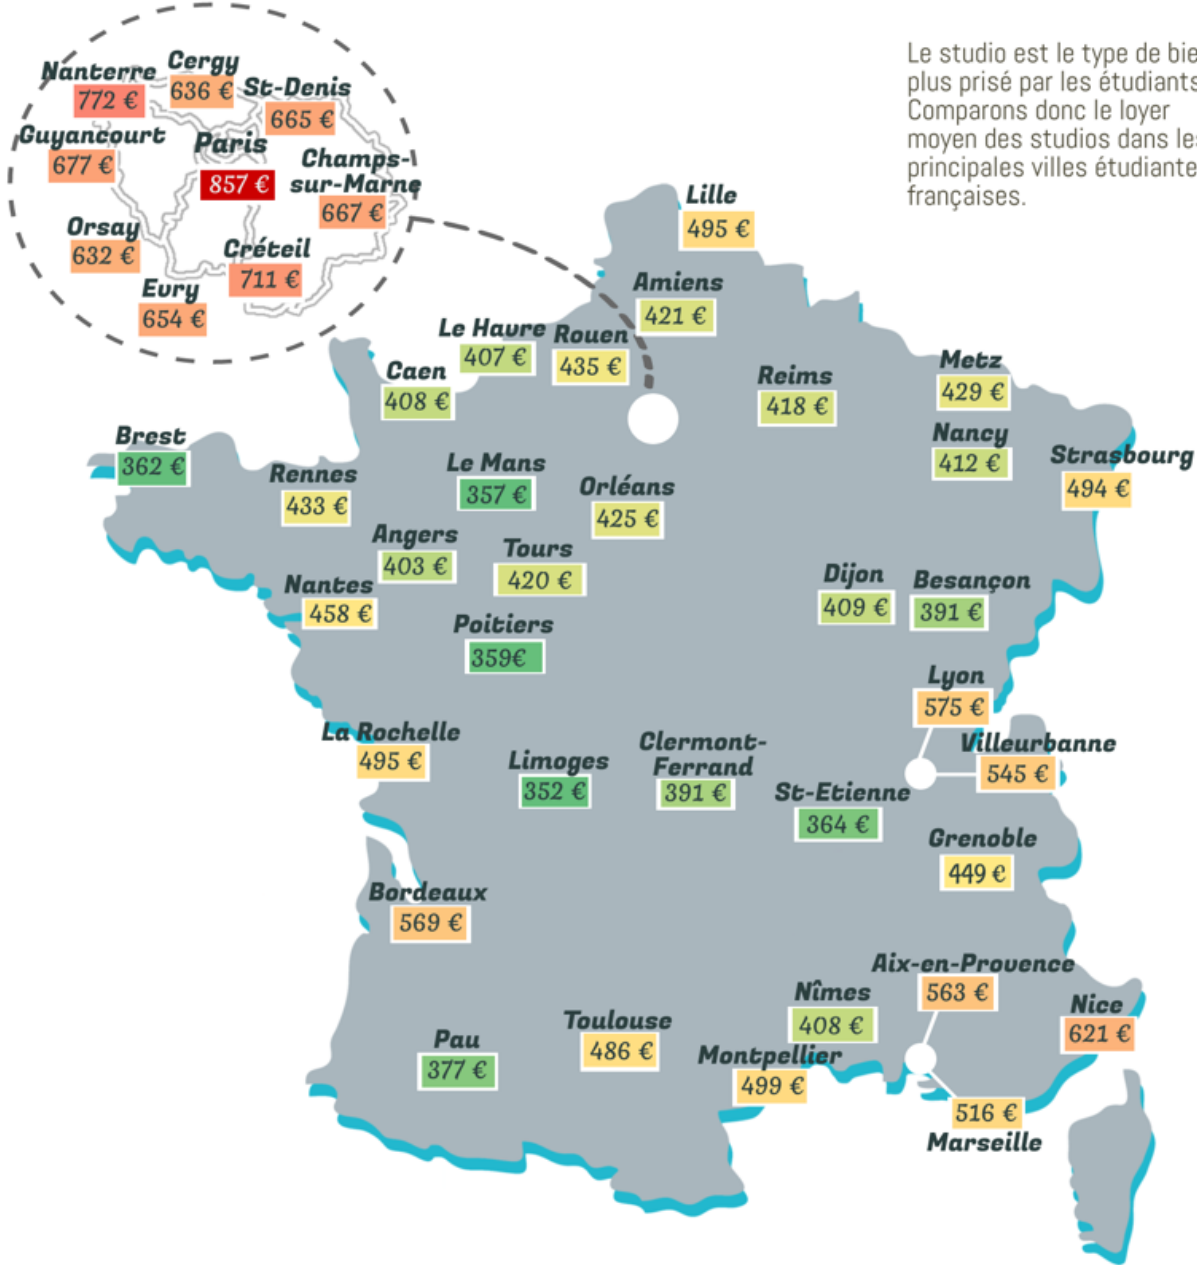 Le studio est le type de bie
plus prisé par les étudiants
Comparons donc le loyer
moyen des studios dans les
principales villes étudiante
françaises.
Nanterre
772 €
Cergy
636 €
St-Denis
665 €
Guyancourt
677 €
Paris
857 €
Champs-
sur-Marne
667 €
Orsay
632 €
Créteil
711 €
Evry
654 €
Lille
495 €
Amiens
421 €
Le Havre
407 €
Rouen
435 €
Caen
408 €
Reims
418 €
Metz
429 €
Brest
362 €
Rennes
433 €
Le Mans
357 €
Orléans
425 €
Nancy
412 €
Strasbourg
494 €
Angers
403 €
Tours
420 €
Nantes
458 €
Dijon
409 €
Besançon
391 €
Poitiers
359€
Lyon
575 €
La Rochelle
495 €
Limoges
352 €
Clermont-
Ferrand
391 €
Villeurbanne
545 €
St-Etienne
364 €
Grenoble
449 €
Bordeaux
569 €
Aix-en-Provence
563 €
Nîmes
408 €
Nice
621 €
Pau
377 €
Toulouse
486 €
Montpellier
499 €
516 €
Marseille